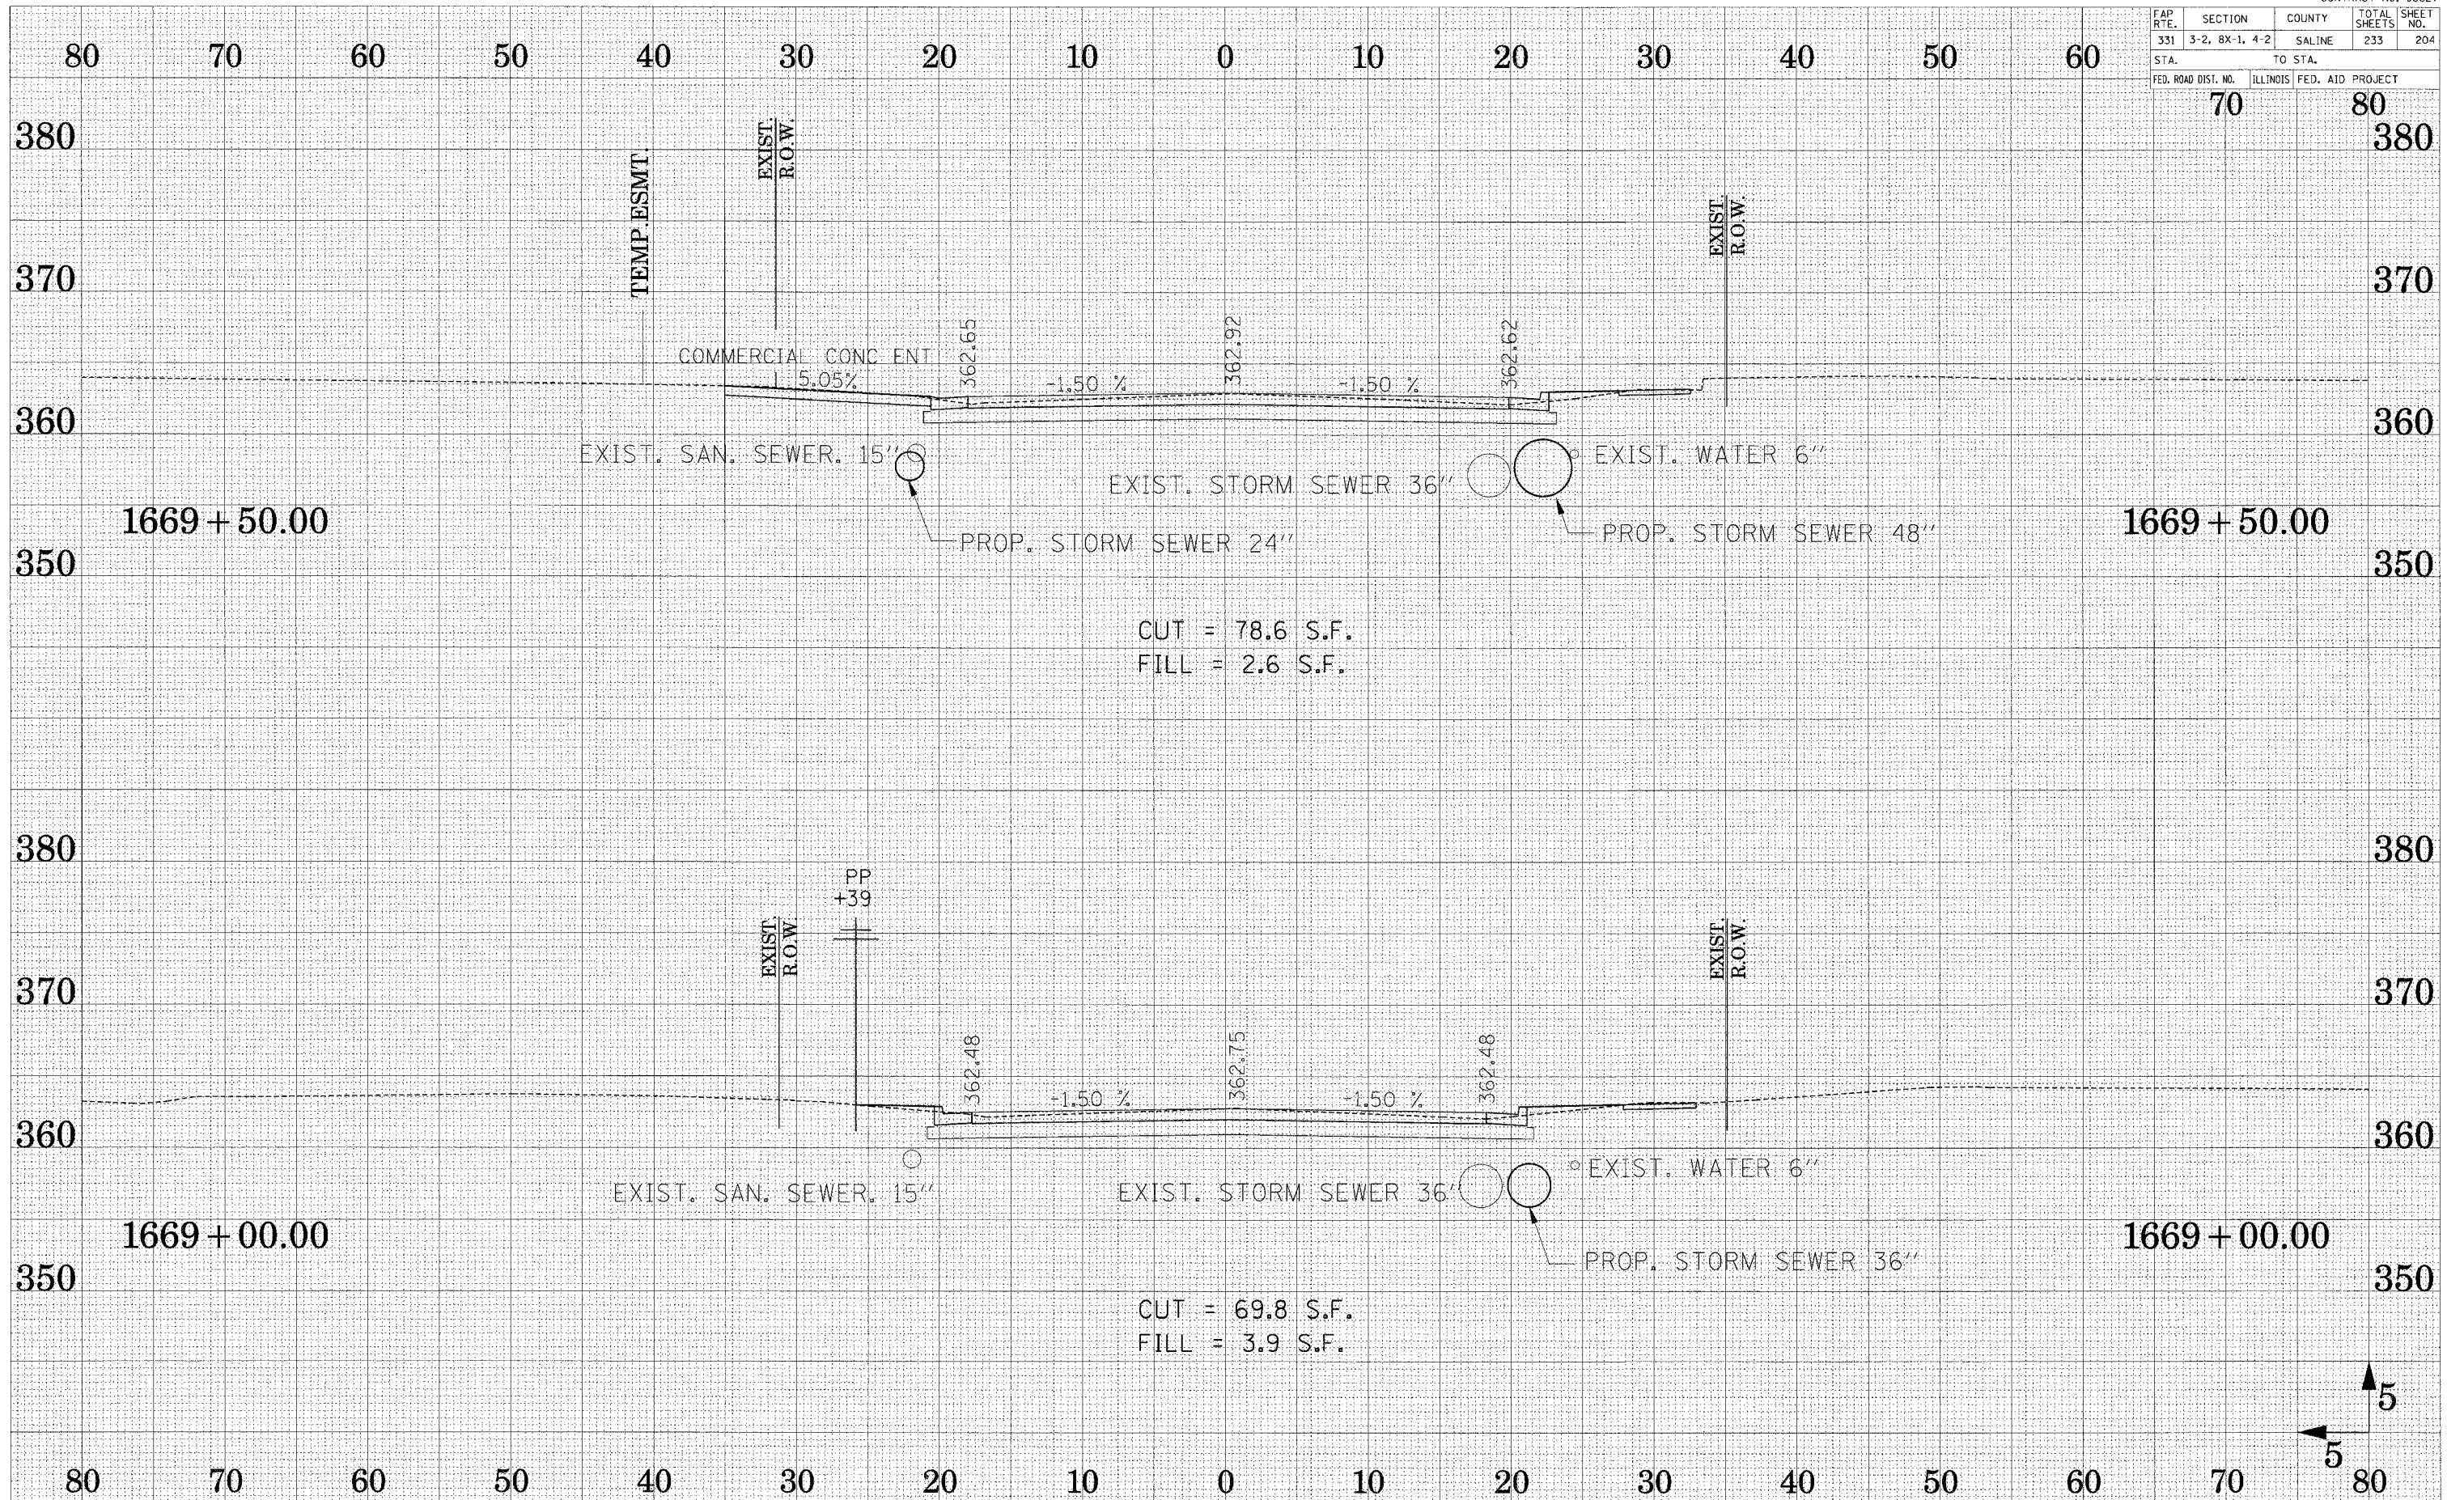 FAP RTE. SECTION COUNTY TOTAL SHEETS SHEET NO.
331 3-2, 8X-1, 4-2 SALINE 233 204
STA. TO STA.
FED. ROAD DIST. NO. ILLINOIS FED. AID PROJECT
80 70 60 50 40 30 20 10 0 10 20 30 40 50 60
70 80
380 380
EXIST.
R.O.W.
TEMP.ESMT.
EXIST.
R.O.W.
370 370
362.65
362.92
362.62
COMMERCIAL CONC ENT
5.05%
-1.50 %
-1.50 %
360 360
EXIST. SAN. SEWER. 15"
EXIST. WATER 6"
EXIST. STORM SEWER 36"
1669+50.00 1669+50.00
PROP. STORM SEWER 48"
PROP. STORM SEWER 24"
350 350
CUT = 78.6 S.F.
FILL = 2.6 S.F.
380 380
PP
+39
EXIST.
R.O.W.
EXIST.
R.O.W.
370 370
362.48
362.75
362.48
-1.50 %
-1.50 %
360 360
EXIST. WATER 6"
EXIST. SAN. SEWER. 15"
EXIST. STORM SEWER 36"
1669+00.00 1669+00.00
PROP. STORM SEWER 36"
350 350
CUT = 69.8 S.F.
FILL = 3.9 S.F.
5
5
80 70 60 50 40 30 20 10 0 10 20 30 40 50 60 70 80